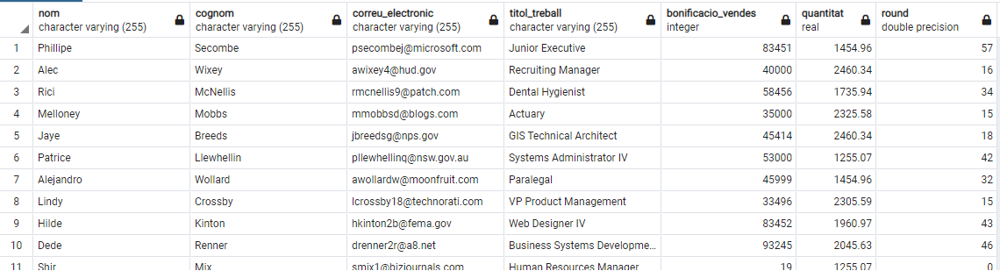 nom cognom correu_electronic titol_treball bonificacio_vendes quantitat round
character varying (255) character varying (255) character varying (255) character varying (255) integer real double precision
1 Phillipe Secombe psecombej@microsoft.com Junior Executive 83451 1454.96 57
2 Alec Wixey awixey4@hud.gov Recruiting Manager 40000 2460.34 16
3 Rici McNellis rmcnellis9@patch.com Dental Hygienist 58456 1735.94 34
4 Melloney Mobbs mmobbsd@blogs.com Actuary 35000 2325.58 15
5 Jaye Breeds jbreedsg@nps.gov GIS Technical Architect 45414 2460.34 18
6 Patrice Llewhellin pllewhellinq@nsw.gov.au Systems Administrator IV 53000 1255.07 42
7 Alejandro Wollard awollardw@moonfruit.com Paralegal 45999 1454.96 32
8 Lindy Crossby lcrossby18@technorati.com VP Product Management 33496 2305.59 15
9 Hilde Kinton hkinton2b@fema.gov Web Designer IV 83452 1960.97 43
10 Dede Renner drenner2r@a8.net Business Systems Developme... 93245 2045.63 46
11 Shir Mix smix1@bizjournals.com Human Resources Manager 19 1255.07 0